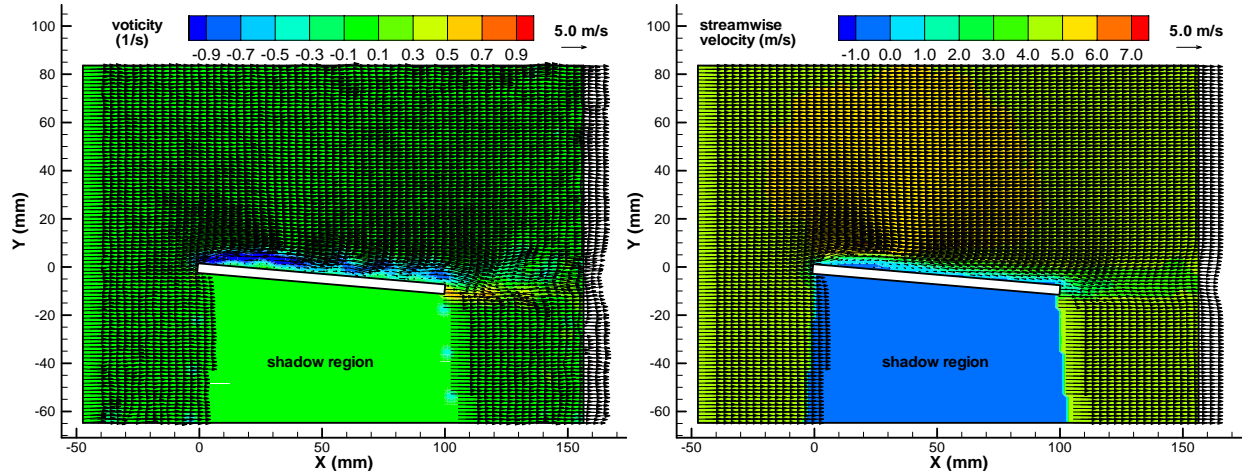 voticity
(1/s)
-0.9 -0.7 -0.5 -0.3 -0.1 0.1 0.3 0.5 0.7 0.9
5.0 m/s
80
60
40
20
0
-20
-40
-60
Y (mm)
shadow region
-50 0 50 100 150
X (mm)
streamwise
velocity (m/s)
-1.0 0.0 1.0 2.0 3.0 4.0 5.0 6.0 7.0
5.0 m/s
80
60
40
20
0
-20
-40
-60
Y (mm)
shadow region
-50 0 50 100 150
X (mm)